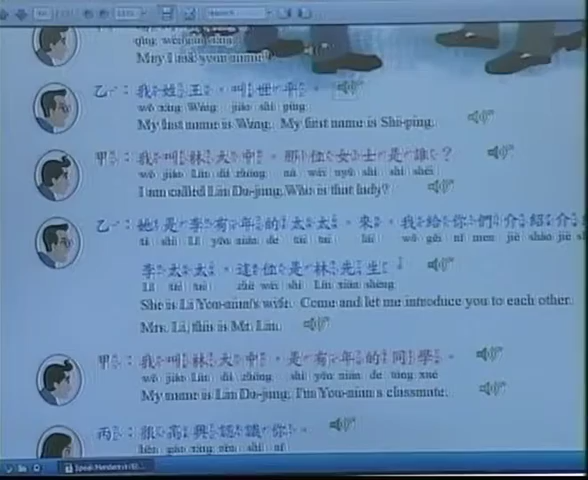 May I ask your name?
乙：我姓王，叫世平。
wǒ xìng Wáng jiào shì píng
My last name is Wang. My first name is Shi-ping.
甲：我叫林大中。那位女士是誰？
wǒ jiào Lín dà zhōng nà wèi nǚ shì shì shéi
I am called Lin Da-jung. Who is that lady?
乙：她是李有年的太太。來，我給你們介紹介
tā shì Lǐ yǒu nián de tài tai lái wǒ gěi nǐ men jiè shào jiè
李太太，這位是林先生。
Lǐ tài tai zhè wèi shì Lín xiān sheng
She is Li You-nian's wife. Come and let me introduce you to each other.
Mrs. Li, this is Mr. Lin.
甲：我叫林大中，是有年的同學。
wǒ jiào Lín dà zhōng shì yǒu nián de tóng xué
My name is Lin Da-jung. I'm You-nian's classmate.
丙：很高興認識你。
hěn gāo xìng rèn shì nǐ